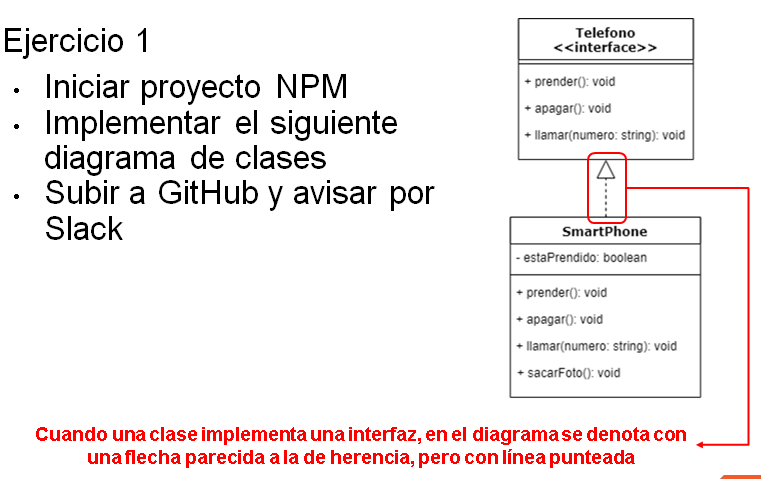 Ejercicio 1
• Iniciar proyecto NPM
• Implementar el siguiente
diagrama de clases
• Subir a GitHub y avisar por
Slack
Telefono
<<interface>>
+ prender(): void
+ apagar(): void
+ llamar(numero: string): void
SmartPhone
- estaPrendido: boolean
+ prender(): void
+ apagar(): void
+ llamar(numero: string): void
+ sacarFoto(): void
Cuando una clase implementa una interfaz, en el diagrama se denota con
una flecha parecida a la de herencia, pero con línea punteada